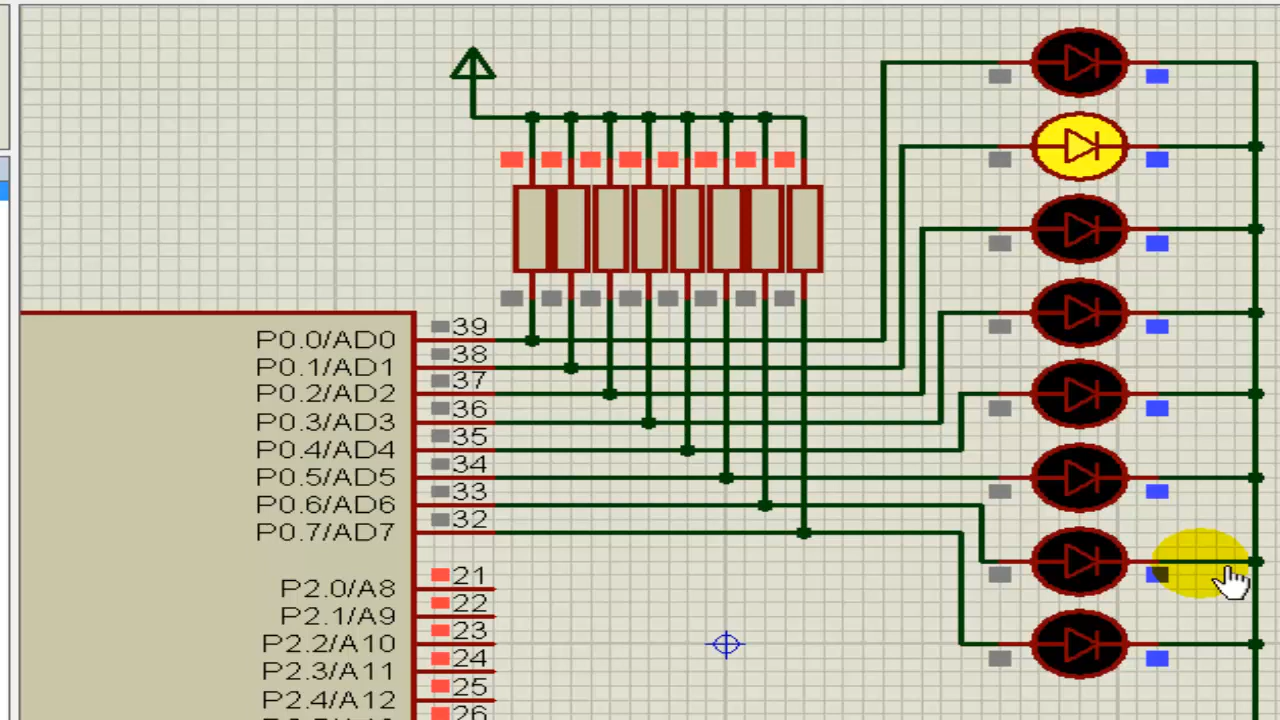 P0.0/AD0 39
P0.1/AD1 38
P0.2/AD2 37
P0.3/AD3 36
P0.4/AD4 35
P0.5/AD5 34
P0.6/AD6 33
P0.7/AD7 32
P2.0/A8 21
P2.1/A9 22
P2.2/A10 23
P2.3/A11 24
P2.4/A12 25
26